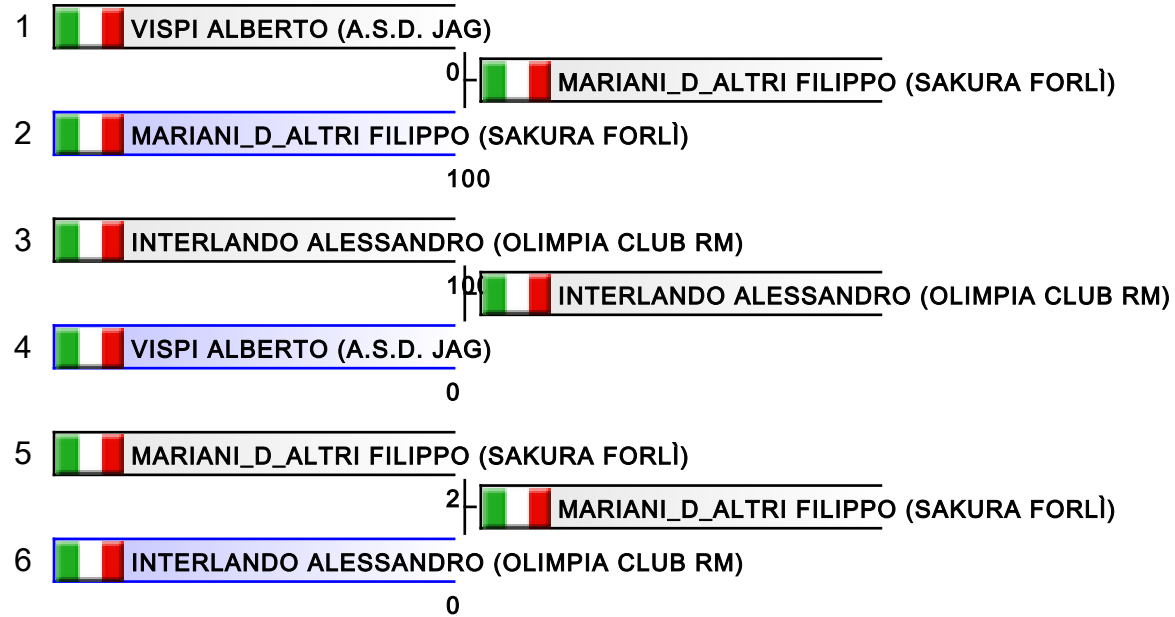 1 VISPI ALBERTO (A.S.D. JAG)
0 MARIANI_D_ALTRI FILIPPO (SAKURA FORLÌ)
2 MARIANI_D_ALTRI FILIPPO (SAKURA FORLÌ)
100
3 INTERLANDO ALESSANDRO (OLIMPIA CLUB RM)
100 INTERLANDO ALESSANDRO (OLIMPIA CLUB RM)
4 VISPI ALBERTO (A.S.D. JAG)
0
5 MARIANI_D_ALTRI FILIPPO (SAKURA FORLÌ)
2 MARIANI_D_ALTRI FILIPPO (SAKURA FORLÌ)
6 INTERLANDO ALESSANDRO (OLIMPIA CLUB RM)
0